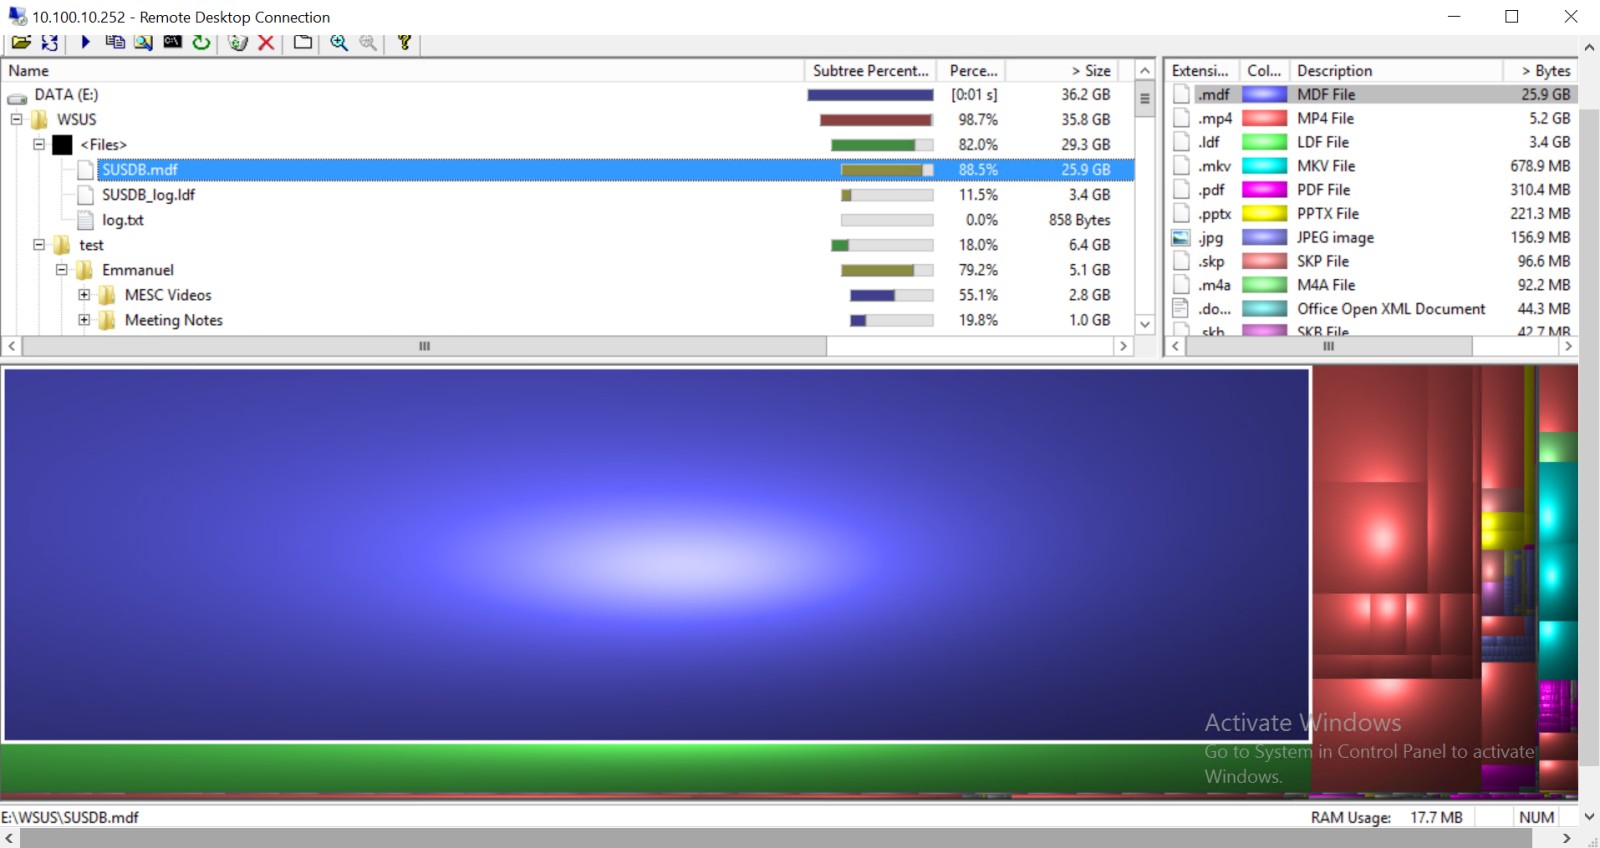 10.100.10.252 - Remote Desktop Connection
Name Subtree Percent... Perce... > Size
DATA (E:) [0:01 s] 36.2 GB
WSUS 98.7% 35.8 GB
<Files> 82.0% 29.3 GB
SUSDB.mdf 88.5% 25.9 GB
SUSDB_log.ldf 11.5% 3.4 GB
log.txt 0.0% 858 Bytes
test 18.0% 6.4 GB
Emmanuel 79.2% 5.1 GB
MESC Videos 55.1% 2.8 GB
Meeting Notes 19.8% 1.0 GB
Extensi... Col... Description > Bytes
.mdf MDF File 25.9 GB
.mp4 MP4 File 5.2 GB
.ldf LDF File 3.4 GB
.mkv MKV File 678.9 MB
.pdf PDF File 310.4 MB
.pptx PPTX File 221.3 MB
.jpg JPEG image 156.9 MB
.skp SKP File 96.6 MB
.m4a M4A File 92.2 MB
.do... Office Open XML Document 44.3 MB
.skb SKB File 42.7 MB
Activate Windows
Go to System in Control Panel to activate
Windows.
E:\WSUS\SUSDB.mdf RAM Usage: 17.7 MB NUM